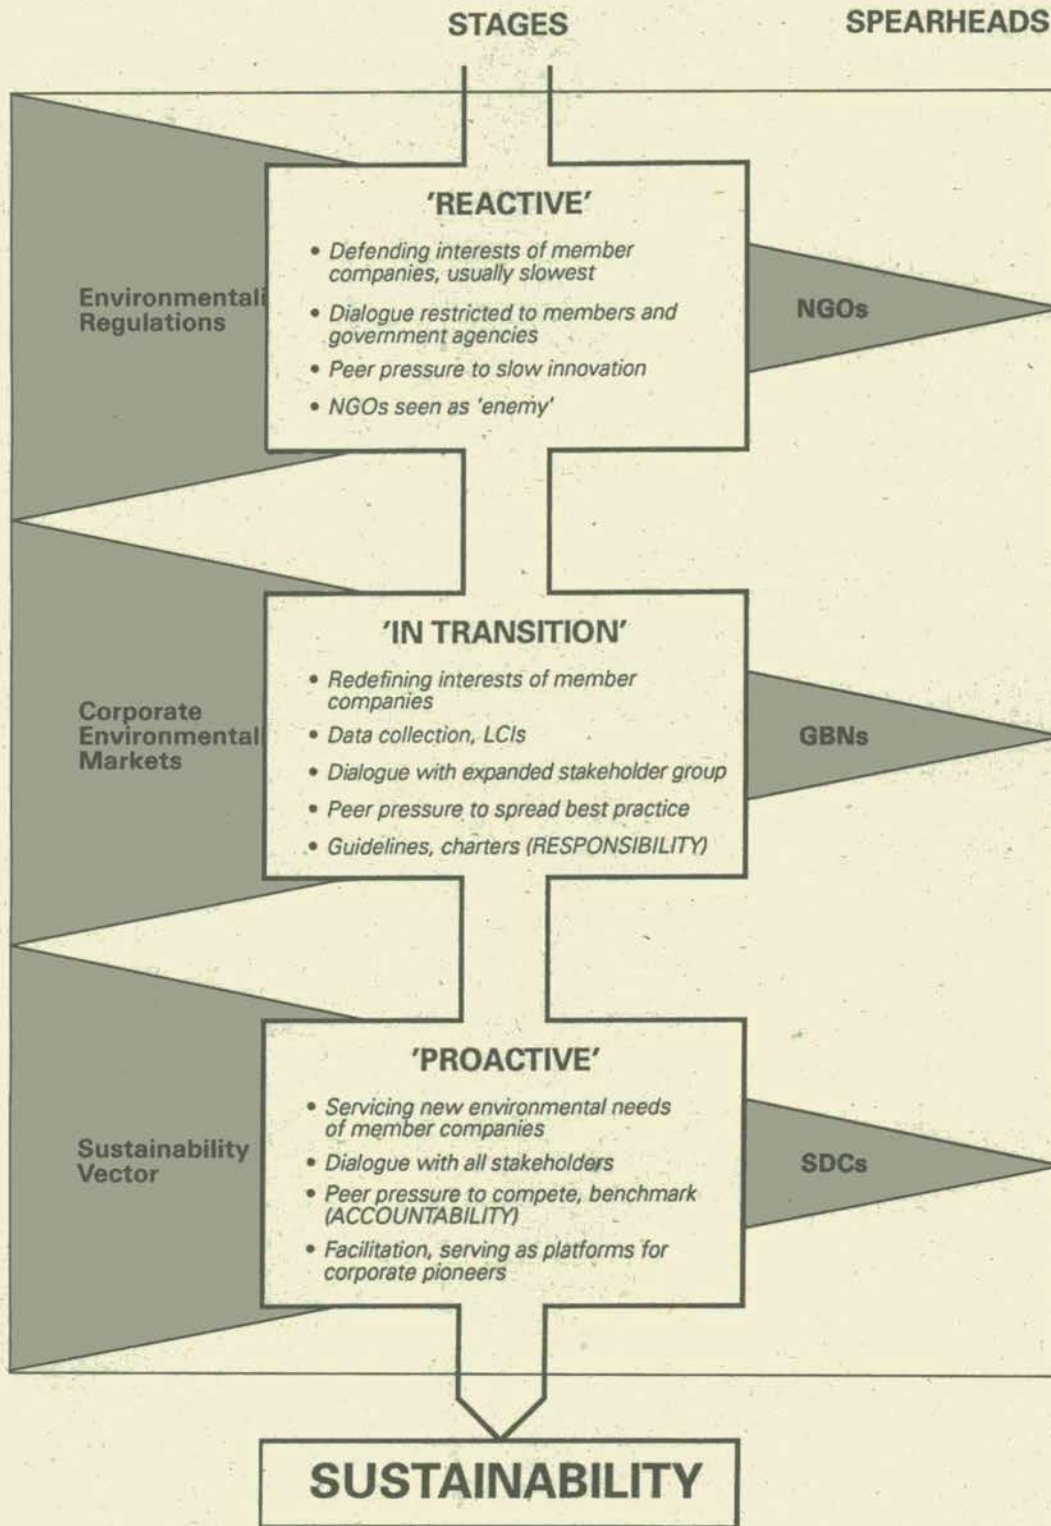 STAGES
SPEARHEADS
'REACTIVE'
• Defending interests of member
companies, usually slowest
• Dialogue restricted to members and
government agencies
• Peer pressure to slow innovation
• NGOs seen as 'enemy'
Environmentali
Regulations
NGOs
'IN TRANSITION'
• Redefining interests of member
companies
• Data collection, LCIs
• Dialogue with expanded stakeholder group
• Peer pressure to spread best practice
• Guidelines, charters (RESPONSIBILITY)
Corporate
Environmental
Markets
GBNs
'PROACTIVE'
• Servicing new environmental needs
of member companies
• Dialogue with all stakeholders
• Peer pressure to compete, benchmark
(ACCOUNTABILITY)
• Facilitation, serving as platforms for
corporate pioneers
Sustainability
Vector
SDCs
SUSTAINABILITY